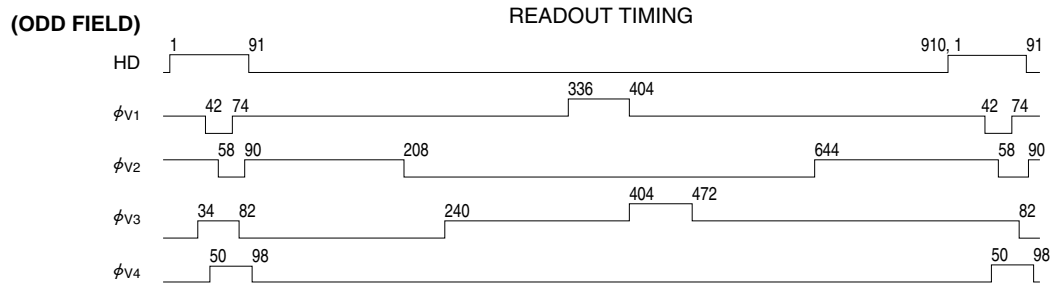 READOUT TIMING
(ODD FIELD)
HD 1 91 910, 1 91
ϕV1 42 74 336 404 42 74
ϕV2 58 90 208 644 58 90
ϕV3 34 82 240 404 472 82
ϕV4 50 98 50 98